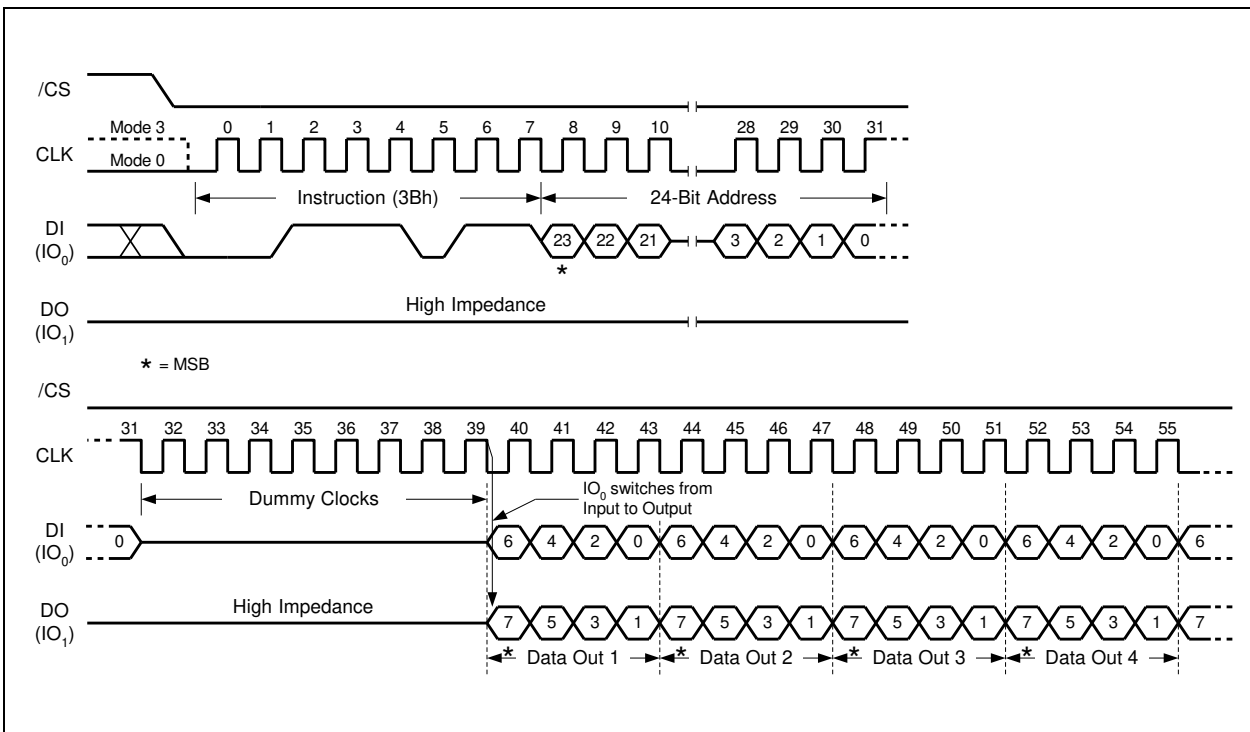 /CS
Mode 3 0 1 2 3 4 5 6 7 8 9 10 28 29 30 31
CLK
Mode 0
Instruction (3Bh) 24-Bit Address
DI
(IO0)
23 22 21 3 2 1 0
*
High Impedance
DO
(IO1)
* = MSB
/CS
31 32 33 34 35 36 37 38 39 40 41 42 43 44 45 46 47 48 49 50 51 52 53 54 55
CLK
Dummy Clocks
IO0 switches from
Input to Output
DI
(IO0)
0 6 4 2 0 6 4 2 0 6 4 2 0 6 4 2 0 6
High Impedance
DO
(IO1)
7 5 3 1 7 5 3 1 7 5 3 1 7 5 3 1 7
* Data Out 1 * Data Out 2 * Data Out 3 * Data Out 4